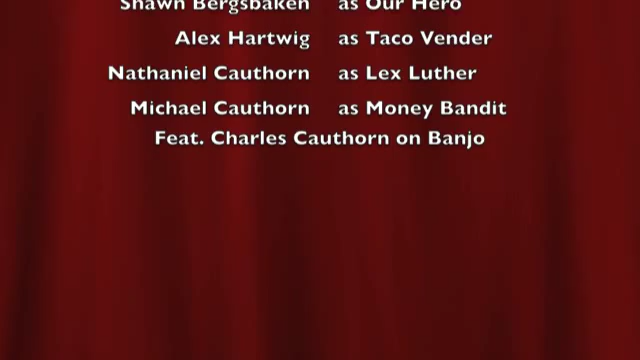 Shawn Bergsbaken as Our Hero
Alex Hartwig as Taco Vender
Nathaniel Cauthorn as Lex Luther
Michael Cauthorn as Money Bandit
Feat. Charles Cauthorn on Banjo